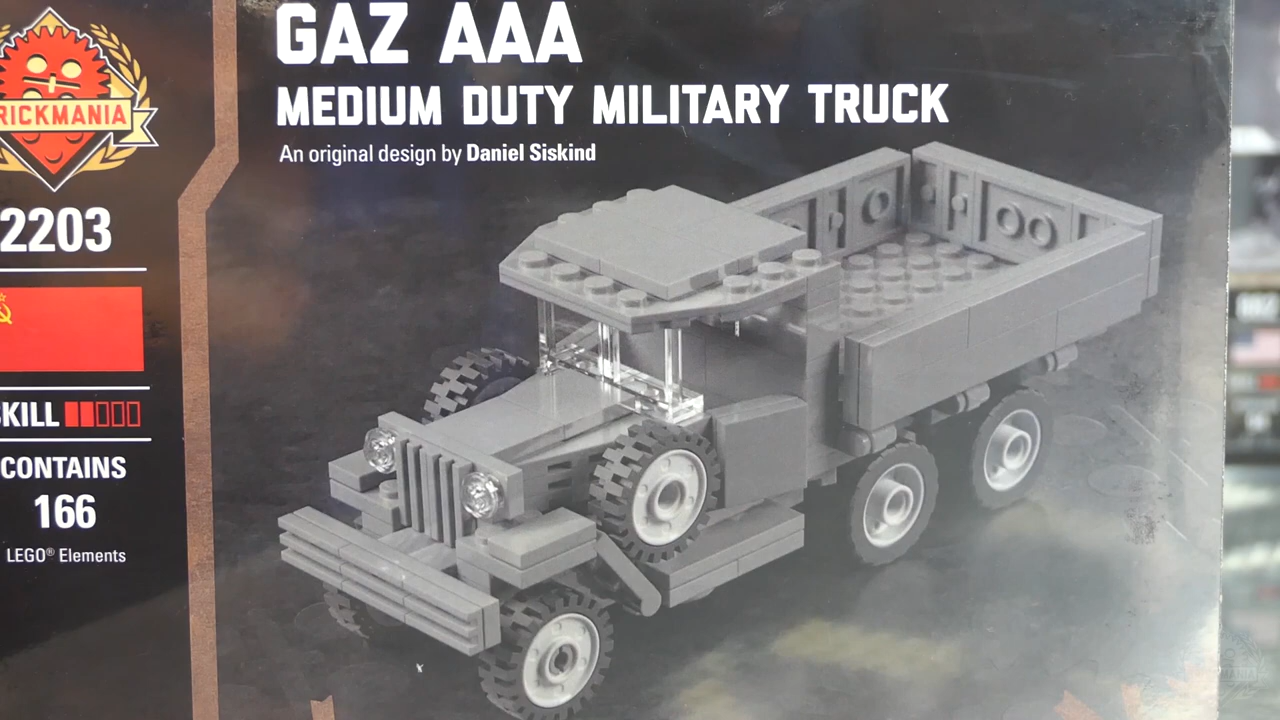 GAZ AAA
MEDIUM DUTY MILITARY TRUCK
An original design by Daniel Siskind
RICKMANIA
2203
SKILL
CONTAINS
166
LEGO® Elements